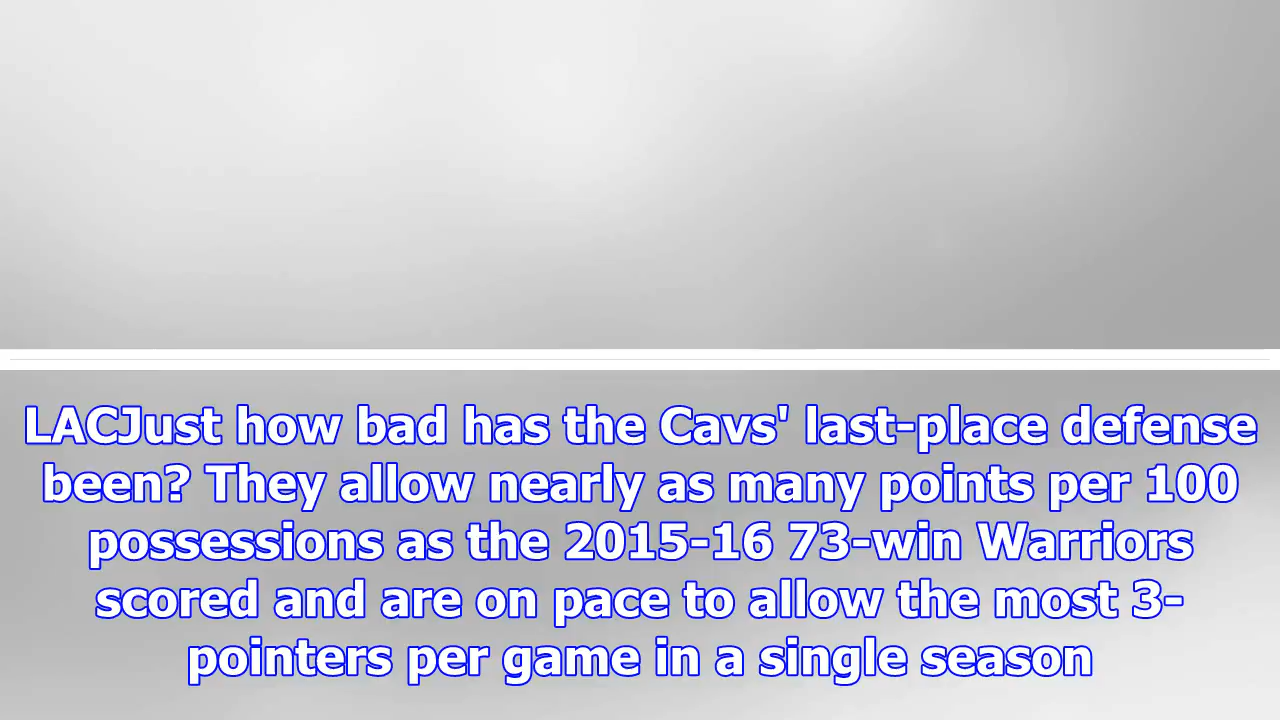 LACJust how bad has the Cavs' last-place defense
been? They allow nearly as many points per 100
possessions as the 2015-16 73-win Warriors
scored and are on pace to allow the most 3-
pointers per game in a single season